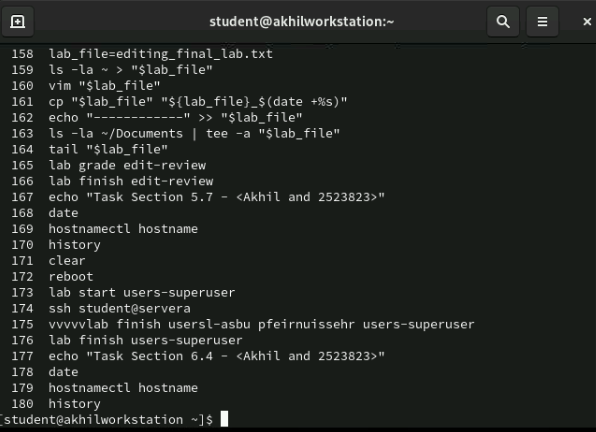 student@akhilworkstation:~
158 lab_file=editing_final_lab.txt
159 ls -la ~ > "$lab_file"
160 vim "$lab_file"
161 cp "$lab_file" "${lab_file}_$(date +%s)"
162 echo "------------" >> "$lab_file"
163 ls -la ~/Documents | tee -a "$lab_file"
164 tail "$lab_file"
165 lab grade edit-review
166 lab finish edit-review
167 echo "Task Section 5.7 - <Akhil and 2523823>"
168 date
169 hostnamectl hostname
170 history
171 clear
172 reboot
173 lab start users-superuser
174 ssh student@servera
175 vvvvvlab finish usersl-asbu pfeirnuissehr users-superuser
176 lab finish users-superuser
177 echo "Task Section 6.4 - <Akhil and 2523823>"
178 date
179 hostnamectl hostname
180 history
[student@akhilworkstation ~]$